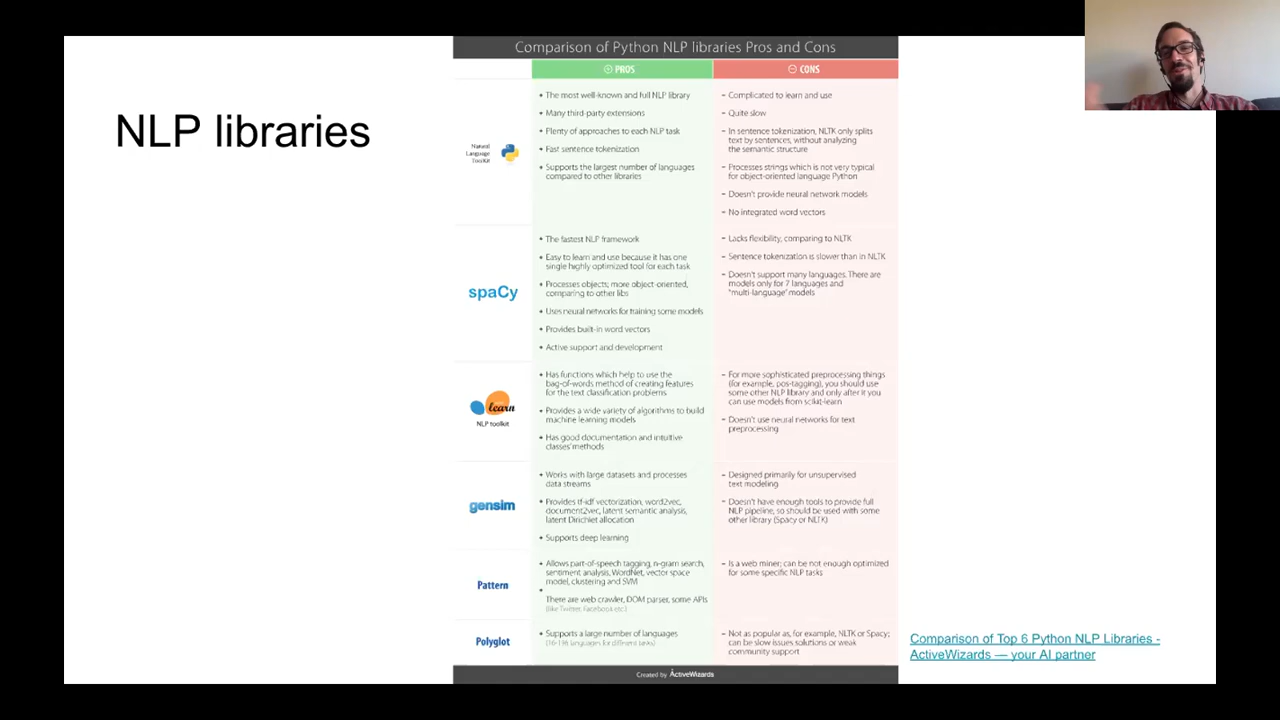 NLP libraries
Comparison of Python NLP libraries Pros and Cons
PROS
CONS
Natural
Language
ToolKit
• The most well-known and full NLP library
• Many third-party extensions
• Plenty of approaches to each NLP task
• Fast sentence tokenization
• Supports the largest number of languages
compared to other libraries
– Complicated to learn and use
– Quite slow
– In sentence tokenization, NLTK only splits
text by sentences, without analyzing
the semantic structure
– Processes strings which is not very typical
for object-oriented language Python
– Doesn't provide neural network models
– No integrated word vectors
spaCy
• The fastest NLP framework
• Easy to learn and use because it has one
single highly optimized tool for each task
• Processes objects; more object-oriented,
comparing to other libs
• Uses neural networks for training some models
• Provides built-in word vectors
• Active support and development
– Lacks flexibility, comparing to NLTK
– Sentence tokenization is slower than in NLTK
– Doesn't support many languages. There are
models only for 7 languages and
"multi-language" models
learn
NLP toolkit
• Has functions which help to use the
bag-of-words method of creating features
for the text classification problems
• Provides a wide variety of algorithms to build
machine learning models
• Has good documentation and intuitive
classes' methods
– For more sophisticated preprocessing things
(for example, pos-tagging), you should use
some other NLP library and only after it you
can use models from scikit-learn
– Doesn't use neural networks for text
preprocessing
gensim
• Works with large datasets and processes
data streams
• Provides tf-idf vectorization, word2vec,
document2vec, latent semantic analysis,
latent Dirichlet allocation
• Supports deep learning
– Designed primarily for unsupervised
text modeling
– Doesn't have enough tools to provide full
NLP pipeline, so should be used with some
other library (Spacy or NLTK)
Pattern
• Allows part-of-speech tagging, n-gram search,
sentiment analysis, WordNet, vector space
model, clustering and SVM
•
There are web crawler, DOM parser, some APIs
(like Twitter, Facebook etc.)
– Is a web miner; can be not enough optimized
for some specific NLP tasks
Polyglot
• Supports a large number of languages
languages for different tasks)
– Not as popular as, for example, NLTK or Spacy;
can be slow issues solutions or weak
community support
Created by ActiveWizards
Comparison of Top 6 Python NLP Libraries -
ActiveWizards — your AI partner